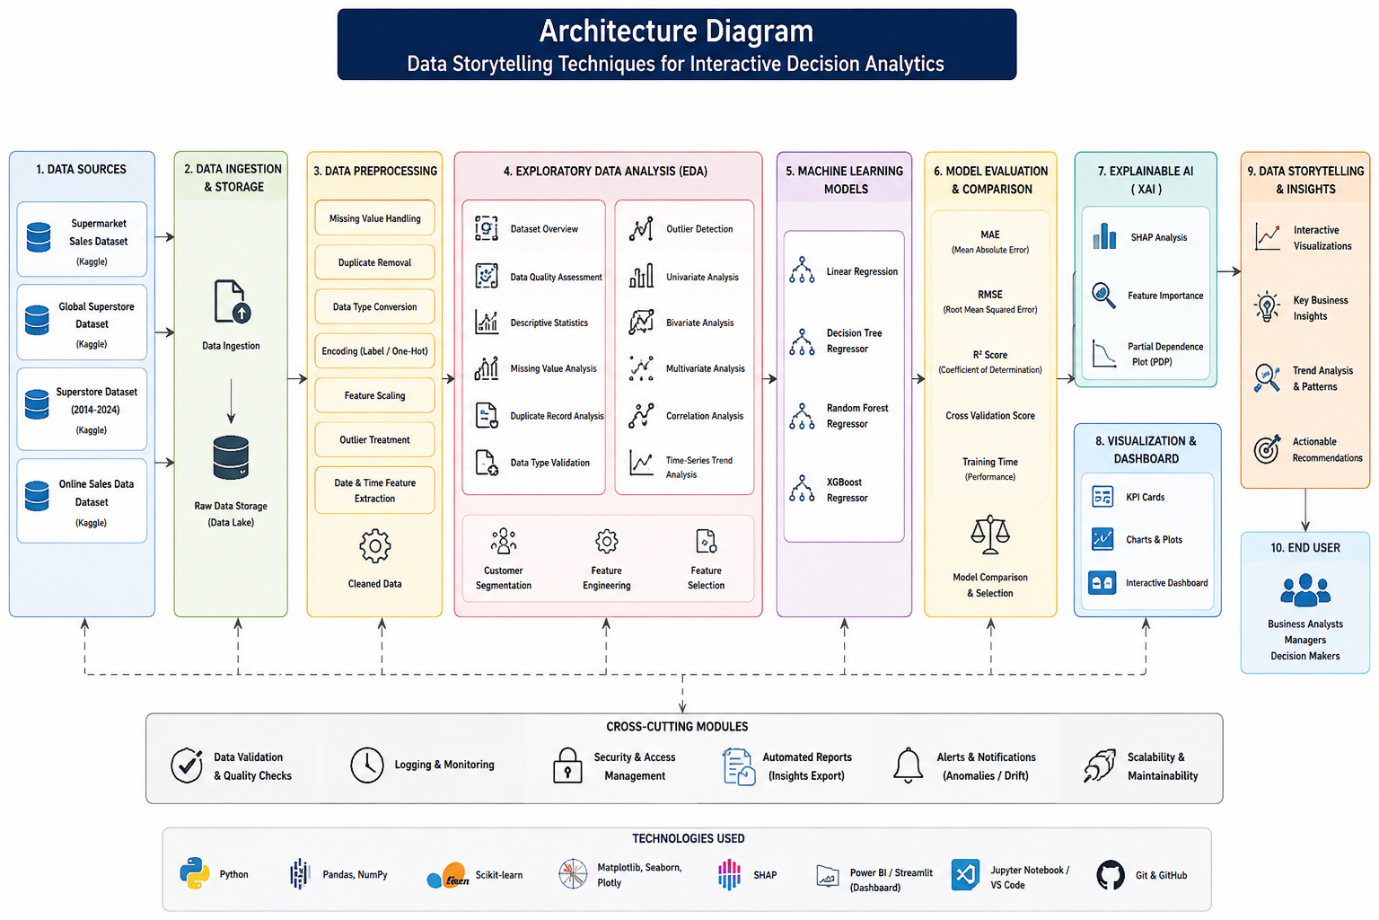 Architecture Diagram
Data Storytelling Techniques for Interactive Decision Analytics
1. DATA SOURCES
Supermarket
Sales Dataset
(Kaggle)
Global Superstore
Dataset
(Kaggle)
Superstore Dataset
(2014-2024)
(Kaggle)
Online Sales Data
Dataset
(Kaggle)
2. DATA INGESTION
& STORAGE
Data Ingestion
Raw Data Storage
(Data Lake)
3. DATA PREPROCESSING
Missing Value Handling
Duplicate Removal
Data Type Conversion
Encoding (Label / One-Hot)
Feature Scaling
Outlier Treatment
Date & Time Feature
Extraction
Cleaned Data
4. EXPLORATORY DATA ANALYSIS (EDA)
Dataset Overview
Data Quality Assessment
Descriptive Statistics
Missing Value Analysis
Duplicate Record Analysis
Data Type Validation
Outlier Detection
Univariate Analysis
Bivariate Analysis
Multivariate Analysis
Correlation Analysis
Time-Series Trend
Analysis
Customer
Segmentation
Feature
Engineering
Feature
Selection
5. MACHINE LEARNING
MODELS
Linear Regression
Decision Tree
Regressor
Random Forest
Regressor
XGBoost
Regressor
6. MODEL EVALUATION
& COMPARISON
MAE
(Mean Absolute Error)
RMSE
(Root Mean Squared Error)
R² Score
(Coefficient of Determination)
Cross Validation Score
Training Time
(Performance)
Model Comparison
& Selection
7. EXPLAINABLE AI
( XAI )
SHAP Analysis
Feature Importance
Partial Dependence
Plot (PDP)
8. VISUALIZATION &
DASHBOARD
KPI Cards
Charts & Plots
Interactive Dashboard
9. DATA STORYTELLING
& INSIGHTS
Interactive
Visualizations
Key Business
Insights
Trend Analysis
& Patterns
Actionable
Recommendations
10. END USER
Business Analysts
Managers
Decision Makers
CROSS-CUTTING MODULES
Data Validation
& Quality Checks
Logging & Monitoring
Security & Access
Management
Automated Reports
(Insights Export)
Alerts & Notifications
(Anomalies / Drift)
Scalability &
Maintainability
TECHNOLOGIES USED
Python
Pandas, NumPy
Scikit-learn
Matplotlib, Seaborn,
Plotly
SHAP
Power BI / Streamlit
(Dashbaard)
Jupyter Notebook /
VS Code
Git & GitHub